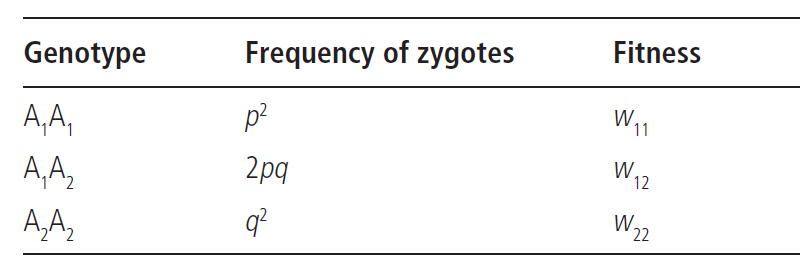 Genotype Frequency of zygotes Fitness
A₁A₁ p² w₁₁
A₁A₂ 2pq w₁₂
A₂A₂ q² w₂₂